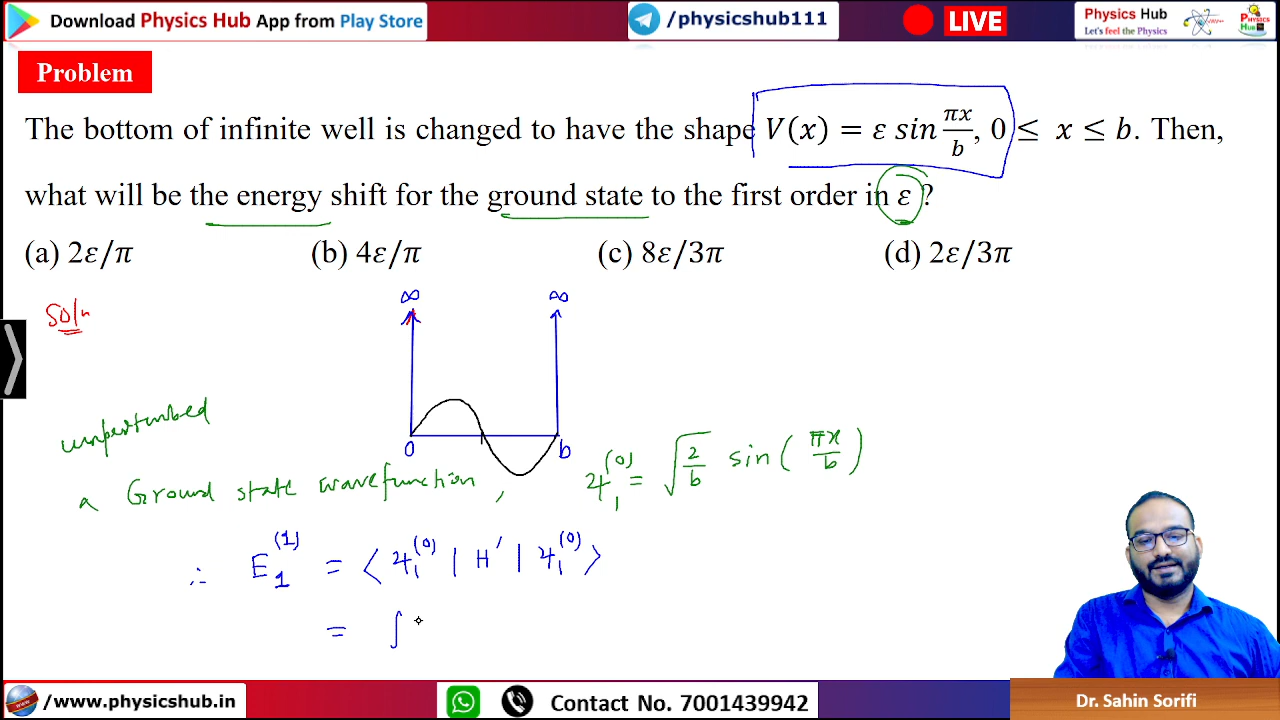 Download Physics Hub App from Play Store
/physicshub111
LIVE
Physics Hub
Let's feel the Physics
Problem
The bottom of infinite well is changed to have the shape V(x) = ε sin πx/b, 0 ≤ x ≤ b. Then,
what will be the energy shift for the ground state to the first order in ε ?
(a) 2ε/π (b) 4ε/π (c) 8ε/3π (d) 2ε/3π
Soln
∞ ∞
0 b
unperturbed
a Ground state wavefunction, ψ₁⁽⁰⁾ = √(2/b) sin(πx/b)
∴ E₁⁽¹⁾ = ⟨ψ₁⁽⁰⁾|H′|ψ₁⁽⁰⁾⟩
= ∫
/www.physicshub.in
Contact No. 7001439942
Dr. Sahin Sorifi